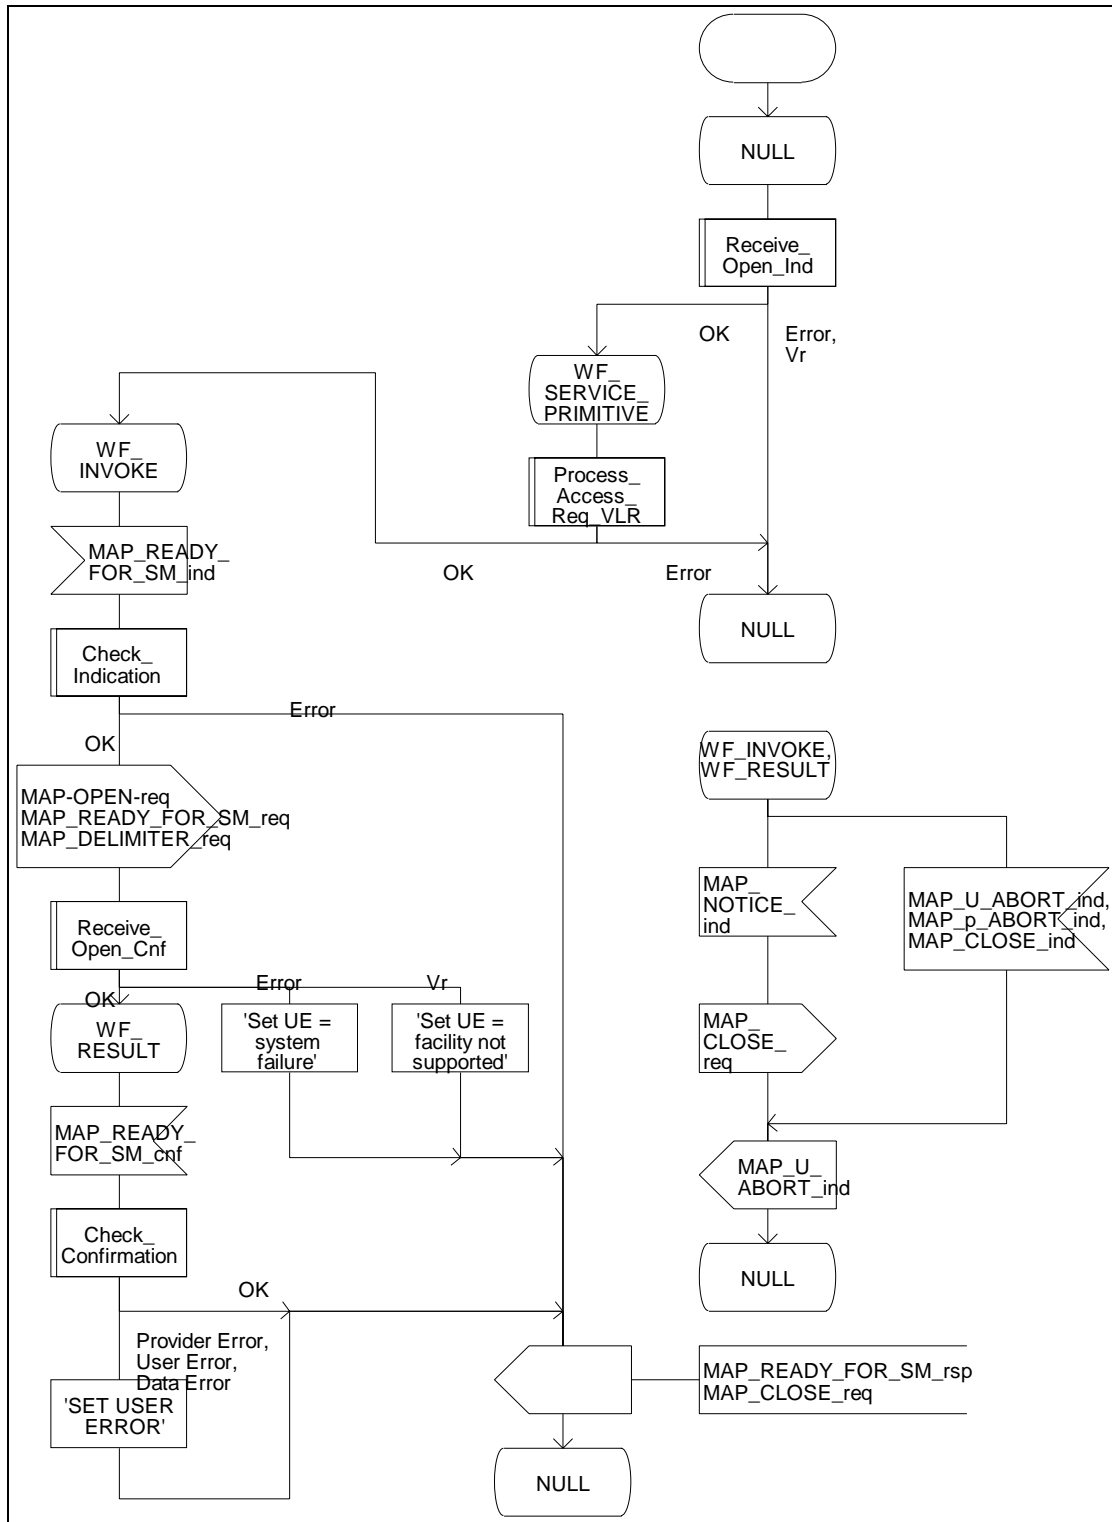 NULL
Receive_
Open_Ind
OK
Error,
Vr
WF_
SERVICE_
PRIMITIVE
WF_
INVOKE
Process_
Access_
Req_VLR
MAP_READY_
FOR_SM_ind
OK
Error
NULL
Check_
Indication
Error
OK
WF_INVOKE,
WF_RESULT
MAP-OPEN-req
MAP_READY_FOR_SM_req
MAP_DELIMITER_req
MAP_
NOTICE_
ind
MAP_U_ABORT_ind,
MAP_p_ABORT_ind,
MAP_CLOSE_ind
Receive_
Open_Cnf
Error
Vr
OK
WF_
RESULT
'Set UE =
system
failure'
'Set UE =
facility not
supported'
MAP_
CLOSE_
req
MAP_READY_
FOR_SM_cnf
MAP_U_
ABORT_ind
Check_
Confirmation
NULL
OK
Provider Error,
User Error,
Data Error
MAP_READY_FOR_SM_rsp
MAP_CLOSE_req
'SET USER
ERROR'
NULL